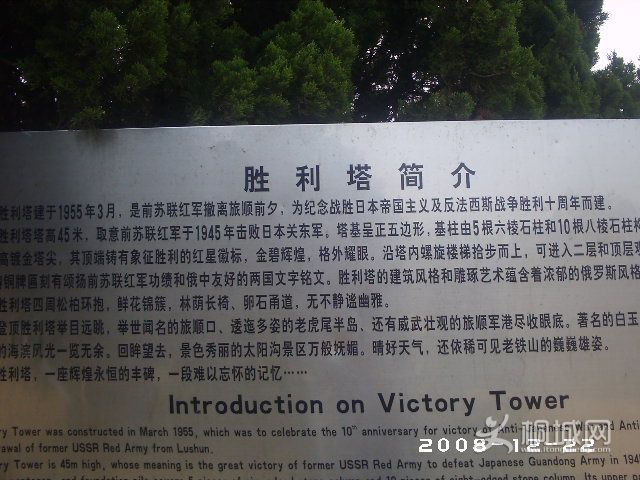 胜利塔简介
胜利塔建于1955年3月，是前苏联红军撤离旅顺前夕，为纪念战胜日本帝国主义及反法西斯战争胜利十周年而建。
胜利塔塔高45米，取意前苏联红军于1945年击败日本关东军。塔基呈正五边形，基柱由5根六棱石柱和10根八棱石柱构
高镀金塔尖，其顶端铸有象征胜利的红星徽标，金碧辉煌，格外耀眼。沿塔内螺旋楼梯拾步而上，可进入二层和顶层观
铜牌匾刻有颂扬前苏联红军功绩和俄中友好的两国文字铭文。胜利塔的建筑风格和雕琢艺术蕴含着浓郁的俄罗斯风格
胜利塔四周松柏环抱，鲜花锦簇，林荫长椅、卵石甬道，无不静谧幽雅。
登顶胜利塔举目远眺，举世闻名的旅顺口、逶迤多姿的老虎尾半岛、还有威武壮观的旅顺军港尽收眼底。著名的白玉
的海滨风光一览无余。回眸望去，景色秀丽的太阳沟景区万般妩媚。晴好天气，还依稀可见老铁山的巍巍雄姿。
胜利塔，一座辉煌永恒的丰碑，一段难以忘怀的记忆……
Introduction on Victory Tower
ry Tower was constructed in March 1955, which was to celebrate the 10th anniversary for victory of Anti-Japanese War and Anti
rawal of former USSR Red Army from Lushun.
ry Tower is 45m high, whose meaning is the great victory of former USSR Red Army to defeat Japanese Guandong Army in 194
2008-12-22